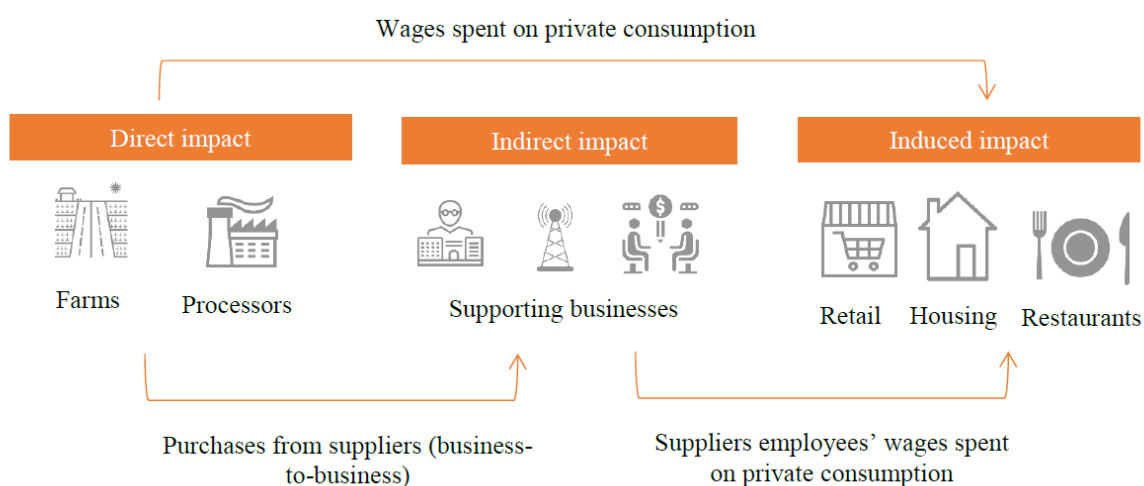 Wages spent on private consumption
Direct impact
Indirect impact
Induced impact
$
Farms
Processors
Supporting businesses
Retail
Housing
Restaurants
Purchases from suppliers (business-
to-business)
Suppliers employees’ wages spent
on private consumption